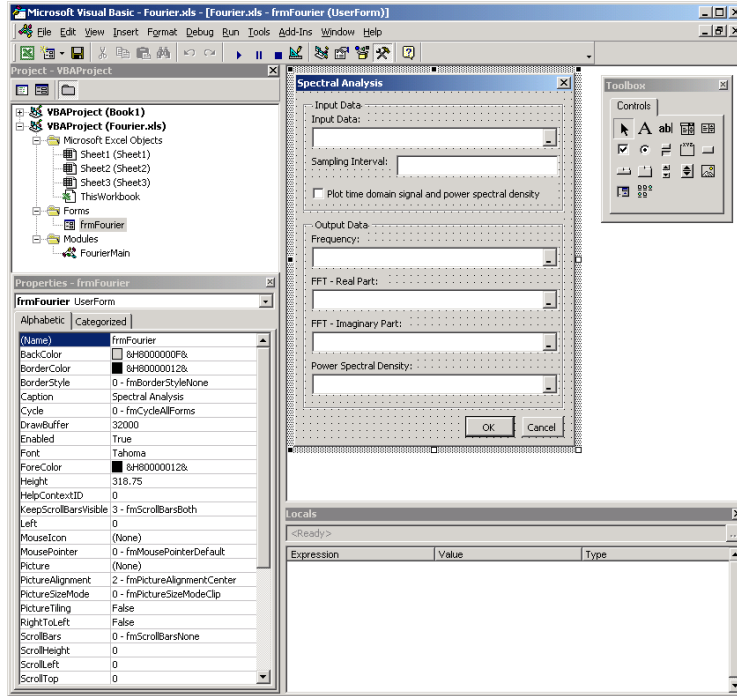 Microsoft Visual Basic - Fourier.xls - [Fourier.xls - frmFourier (UserForm)]
File Edit View Insert Format Debug Run Tools Add-Ins Window Help
Project - VBAProject
VBAProject (Book1)
VBAProject (Fourier.xls)
Microsoft Excel Objects
Sheet1 (Sheet1)
Sheet2 (Sheet2)
Sheet3 (Sheet3)
ThisWorkbook
Forms
frmFourier
Modules
FourierMain
Properties - frmFourier
frmFourier UserForm
Alphabetic Categorized
(Name) frmFourier
BackColor &H8000000F&
BorderColor &H80000012&
BorderStyle 0 - fmBorderStyleNone
Caption Spectral Analysis
Cycle 0 - fmCycleAllForms
DrawBuffer 32000
Enabled True
Font Tahoma
ForeColor &H80000012&
Height 318.75
HelpContextID 0
KeepScrollBarsVisible 3 - fmScrollBarsBoth
Left 0
MouseIcon (None)
MousePointer 0 - fmMousePointerDefault
Picture (None)
PictureAlignment 2 - fmPictureAlignmentCenter
PictureSizeMode 0 - fmPictureSizeModeClip
PictureTiling False
RightToLeft False
ScrollBars 0 - fmScrollBarsNone
ScrollHeight 0
ScrollLeft 0
ScrollTop 0
Spectral Analysis
Input Data
Input Data:
Sampling Interval:
Plot time domain signal and power spectral density
Output Data
Frequency:
FFT - Real Part:
FFT - Imaginary Part:
Power Spectral Density:
OK Cancel
Toolbox
Controls
A abl
xyz
Locals
<Ready>
...
Expression Value Type